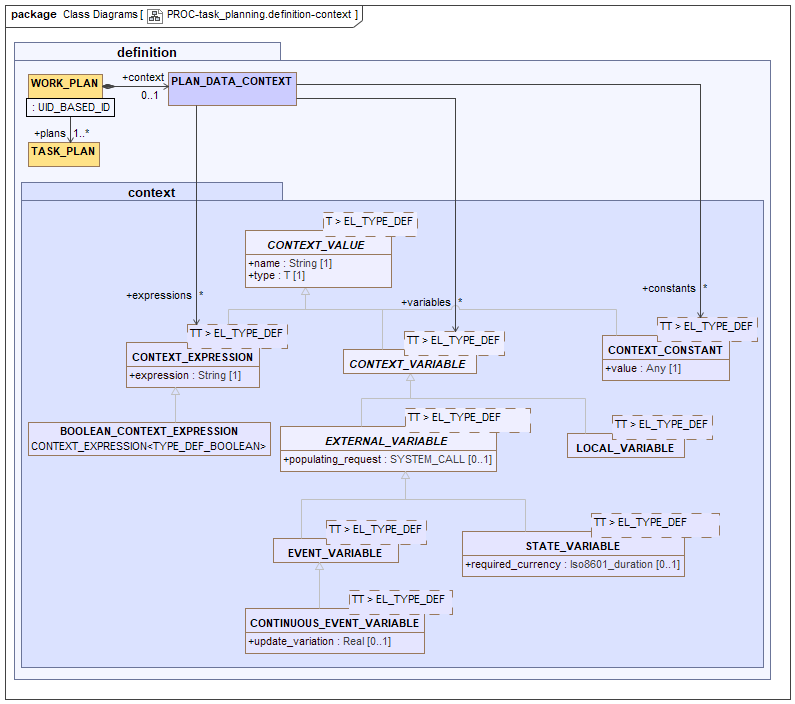 package Class Diagrams [ PROC-task_planning.definition-context ]
definition
WORK_PLAN
: UID_BASED_ID
+context
0..1
PLAN_DATA_CONTEXT
+plans 1..*
TASK_PLAN
context
T > EL_TYPE_DEF
CONTEXT_VALUE
+name : String [1]
+type : T [1]
+expressions *
+variables *
+constants *
TT > EL_TYPE_DEF
CONTEXT_EXPRESSION
+expression : String [1]
TT > EL_TYPE_DEF
CONTEXT_VARIABLE
TT > EL_TYPE_DEF
CONTEXT_CONSTANT
+value : Any [1]
BOOLEAN_CONTEXT_EXPRESSION
CONTEXT_EXPRESSION<TYPE_DEF_BOOLEAN>
TT > EL_TYPE_DEF
EXTERNAL_VARIABLE
+populating_request : SYSTEM_CALL [0..1]
TT > EL_TYPE_DEF
LOCAL_VARIABLE
TT > EL_TYPE_DEF
EVENT_VARIABLE
TT > EL_TYPE_DEF
STATE_VARIABLE
+required_currency : Iso8601_duration [0..1]
TT > EL_TYPE_DEF
CONTINUOUS_EVENT_VARIABLE
+update_variation : Real [0..1]